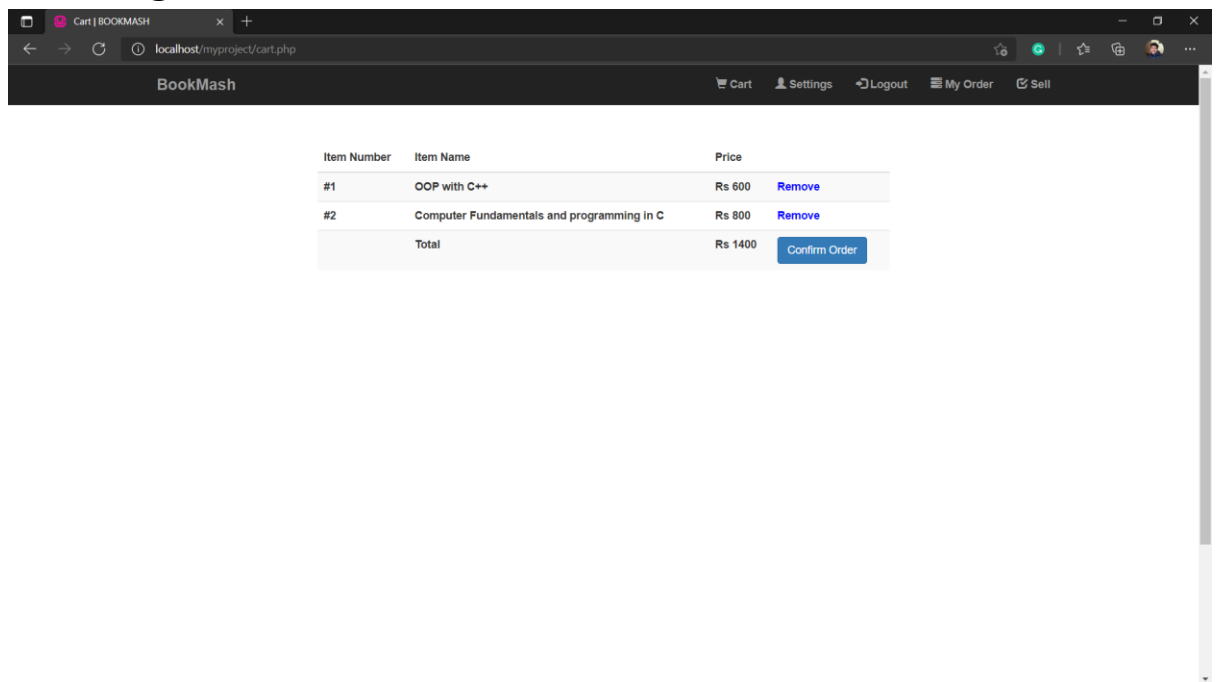 Cart | BOOKMASH
localhost/myproject/cart.php
BookMash Cart Settings Logout My Order Sell
Item Number Item Name Price
#1 OOP with C++ Rs 600 Remove
#2 Computer Fundamentals and programming in C Rs 800 Remove
Total Rs 1400 Confirm Order